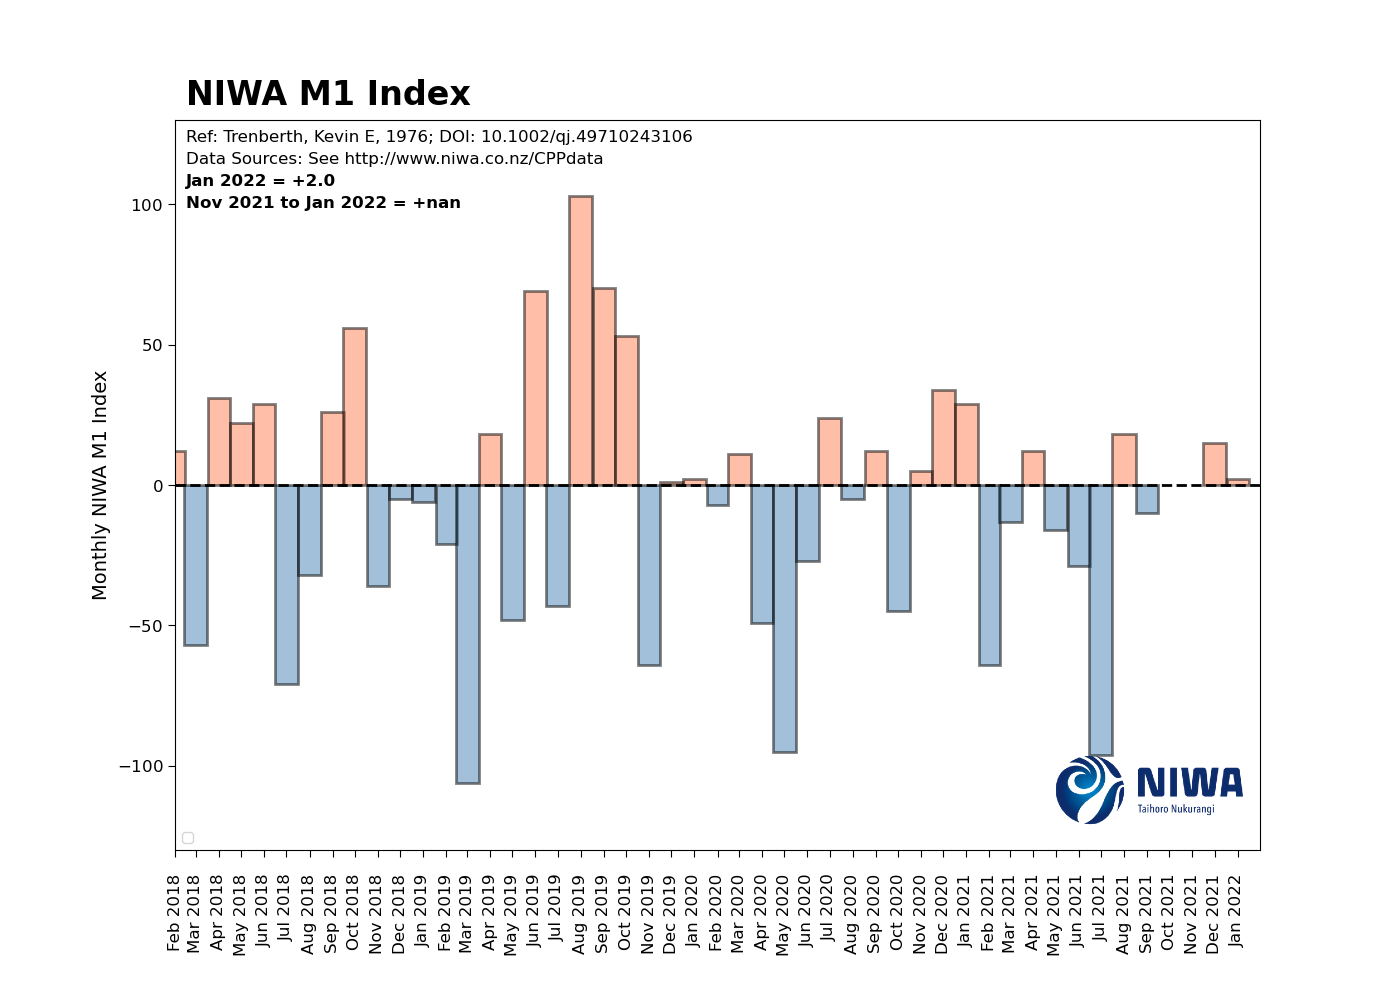 NIWA M1 Index
Ref: Trenberth, Kevin E, 1976; DOI: 10.1002/qj.49710243106
Data Sources: See http://www.niwa.co.nz/CPPdata
Jan 2022 = +2.0
Nov 2021 to Jan 2022 = +nan
Monthly NIWA M1 Index
100
50
0
−50
−100
NIWA
Taihoro Nukurangi
Feb 2018
Mar 2018
Apr 2018
May 2018
Jun 2018
Jul 2018
Aug 2018
Sep 2018
Oct 2018
Nov 2018
Dec 2018
Jan 2019
Feb 2019
Mar 2019
Apr 2019
May 2019
Jun 2019
Jul 2019
Aug 2019
Sep 2019
Oct 2019
Nov 2019
Dec 2019
Jan 2020
Feb 2020
Mar 2020
Apr 2020
May 2020
Jun 2020
Jul 2020
Aug 2020
Sep 2020
Oct 2020
Nov 2020
Dec 2020
Jan 2021
Feb 2021
Mar 2021
Apr 2021
May 2021
Jun 2021
Jul 2021
Aug 2021
Sep 2021
Oct 2021
Nov 2021
Dec 2021
Jan 2022